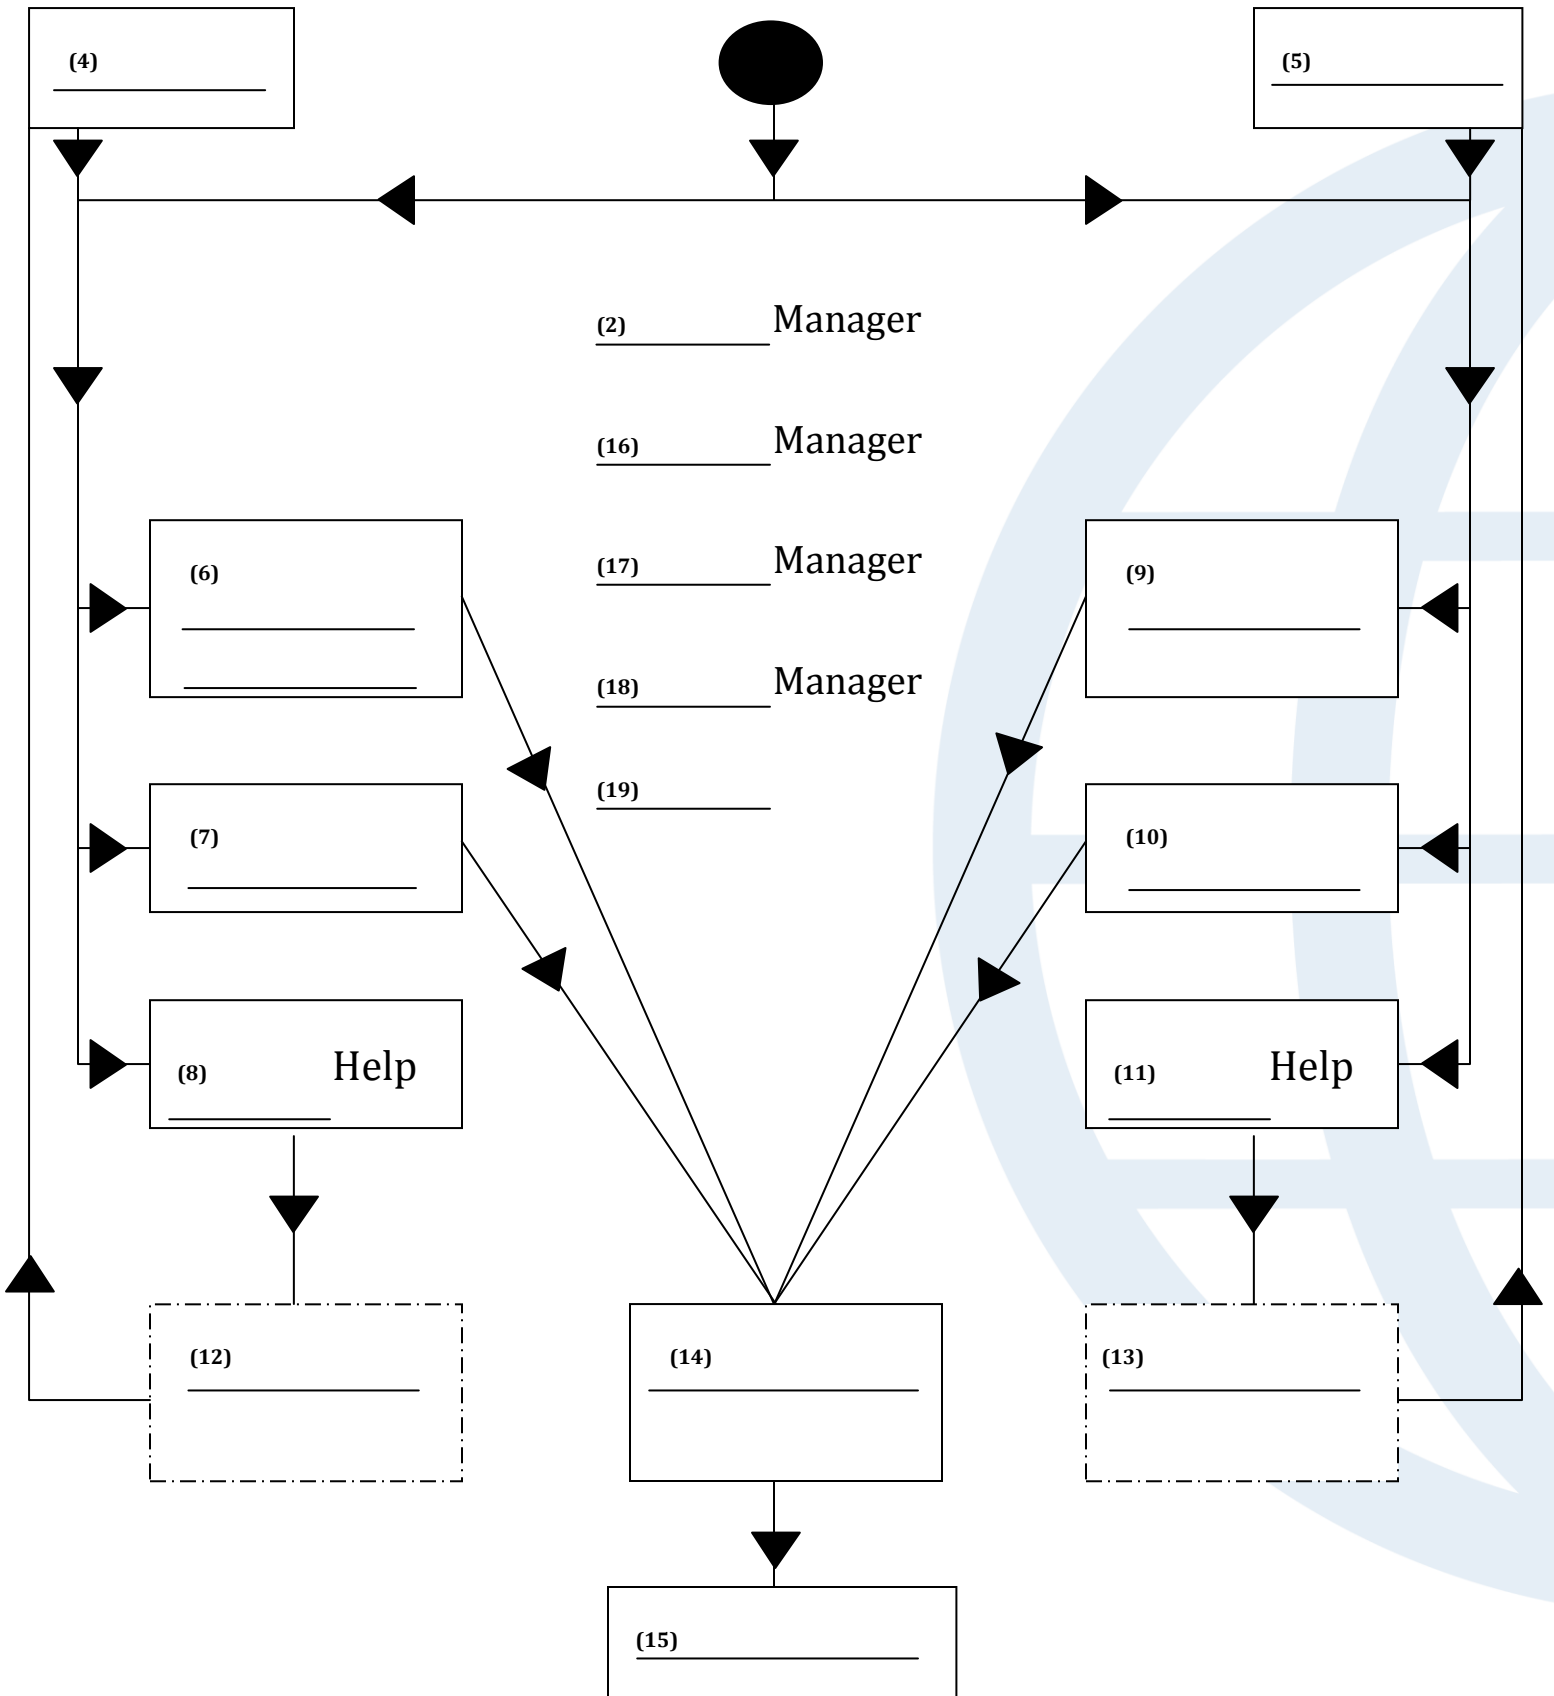 (4)
(5)
(2) Manager
(16) Manager
(17) Manager
(18) Manager
(19)
(6)
(9)
(7)
(10)
(8) Help
(11) Help
(12)
(14)
(13)
(15)